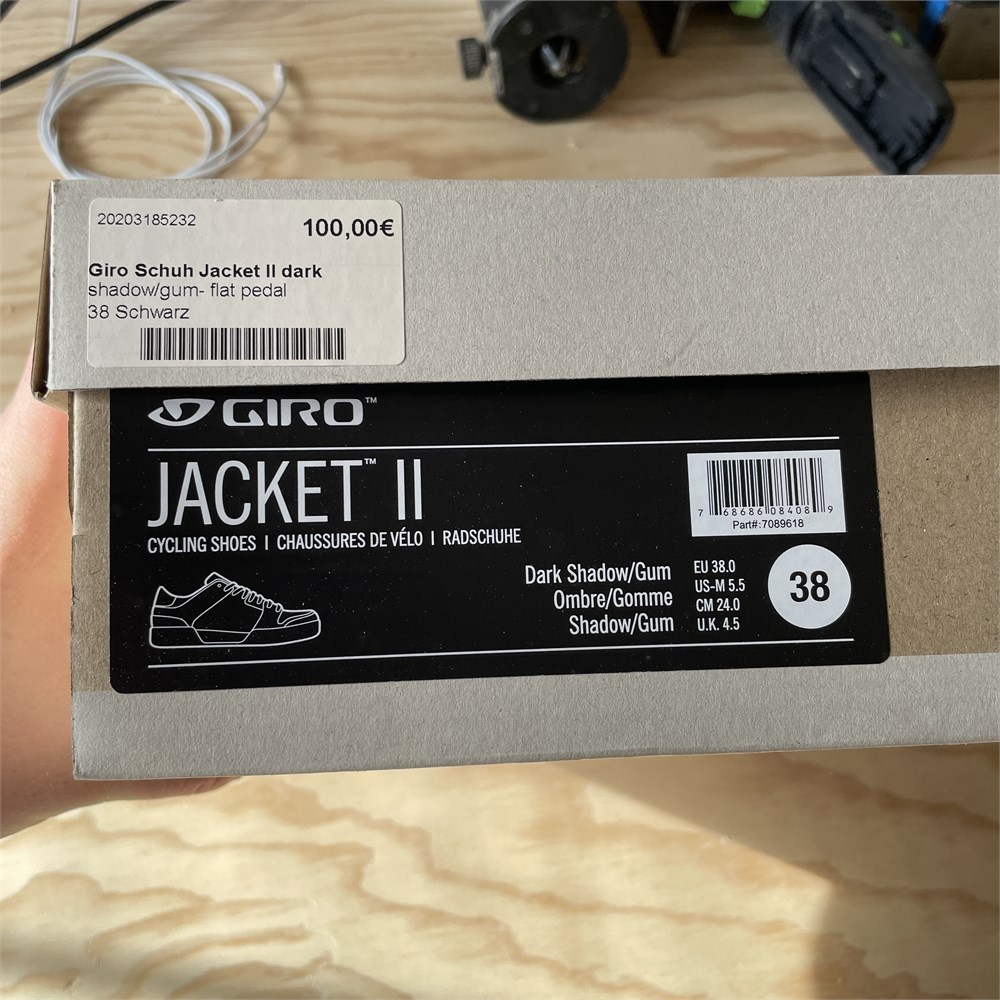 20203185232
100,00€
Giro Schuh Jacket II dark
shadow/gum- flat pedal
38 Schwarz
GIRO™
JACKET™ II
CYCLING SHOES I CHAUSSURES DE VÉLO I RADSCHUHE
7 68686 08408 9
Part#:7089618
Dark Shadow/Gum
Ombre/Gomme
Shadow/Gum
EU 38.0
US-M 5.5
CM 24.0
U.K. 4.5
38